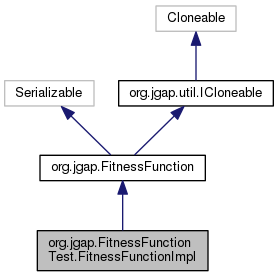 Cloneable
Serializable
org.jgap.util.ICloneable
org.jgap.FitnessFunction
org.jgap.FitnessFunction
Test.FitnessFunctionImpl